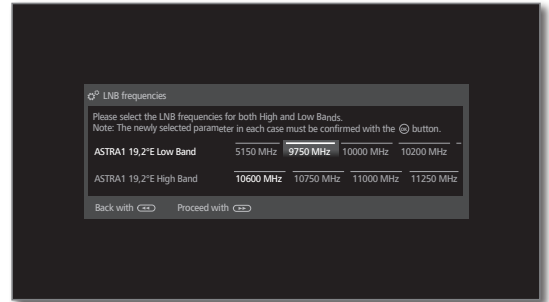 LNB frequencies
Please select the LNB frequencies for both High and Low Bands.
Note: The newly selected parameter in each case must be confirmed with the OK button.
ASTRA1 19,2°E Low Band 5150 MHz 9750 MHz 10000 MHz 10200 MHz
ASTRA1 19,2°E High Band 10600 MHz 10750 MHz 11000 MHz 11250 MHz
Back with Proceed with